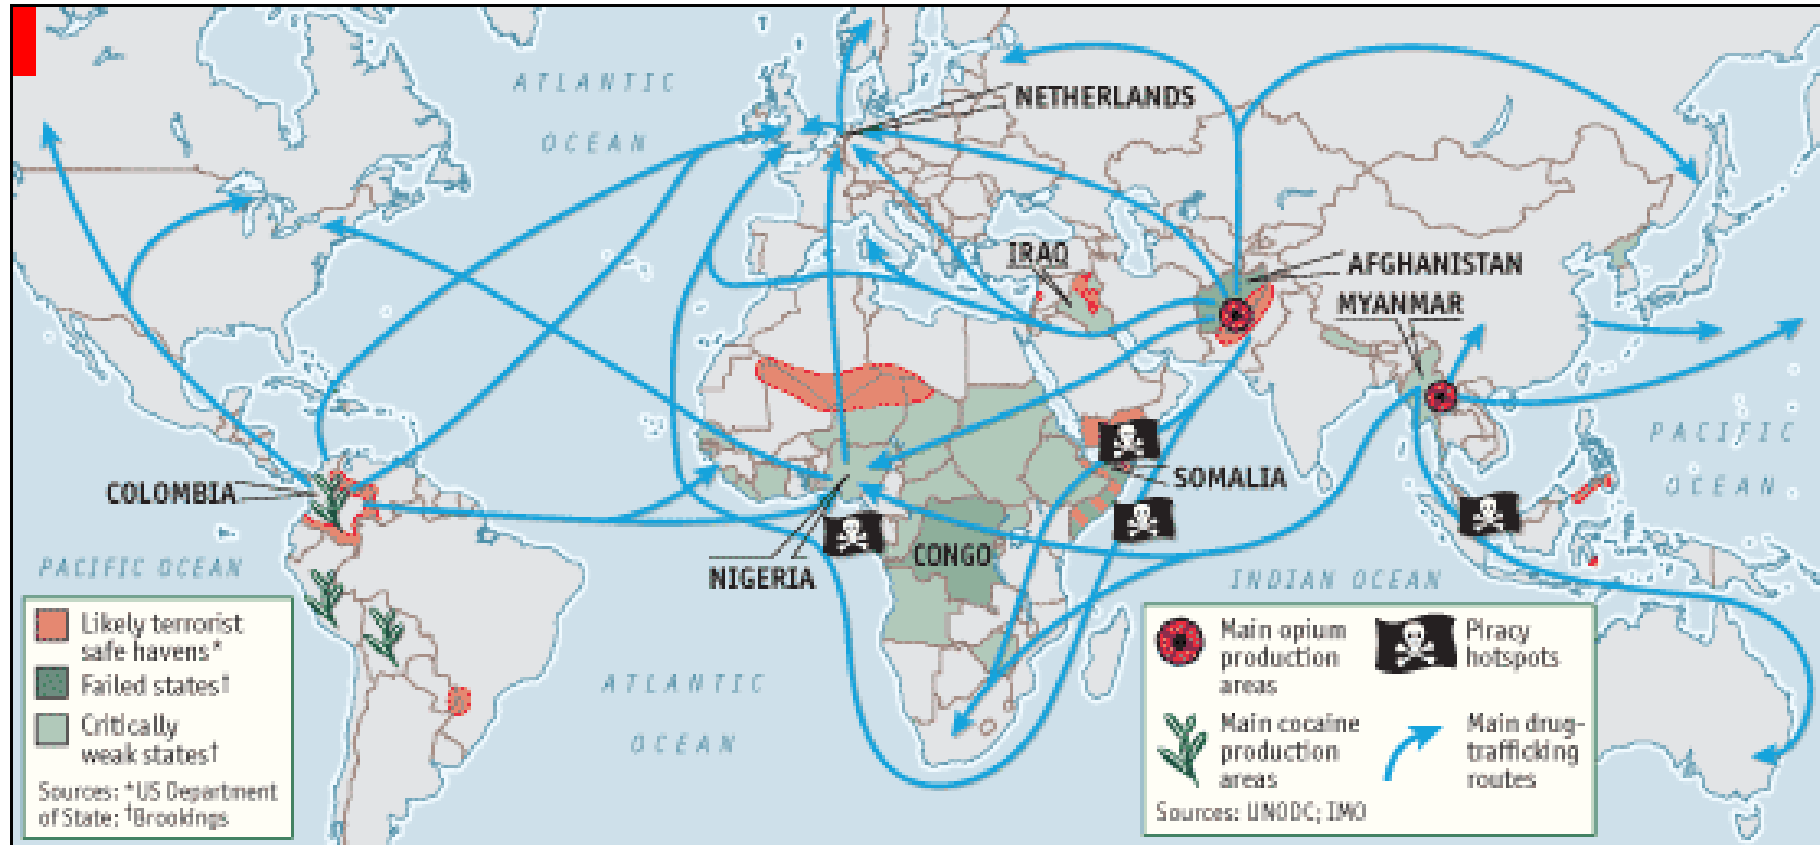 ATLANTIC
OCEAN
NETHERLANDS
IRAQ
AFGHANISTAN
MYANMAR
PACIFIC
OCEAN
COLOMBIA
SOMALIA
NIGERIA
CONGO
PACIFIC OCEAN
INDIAN OCEAN
ATLANTIC
OCEAN
Likely terrorist
safe havens*
Failed states†
Critically
weak states†
Sources: *US Department
of State; †Brookings
Main opium
production
areas
Piracy
hotspots
Main cocaine
production
areas
Main drug-
trafficking
routes
Sources: UNODC; IMO